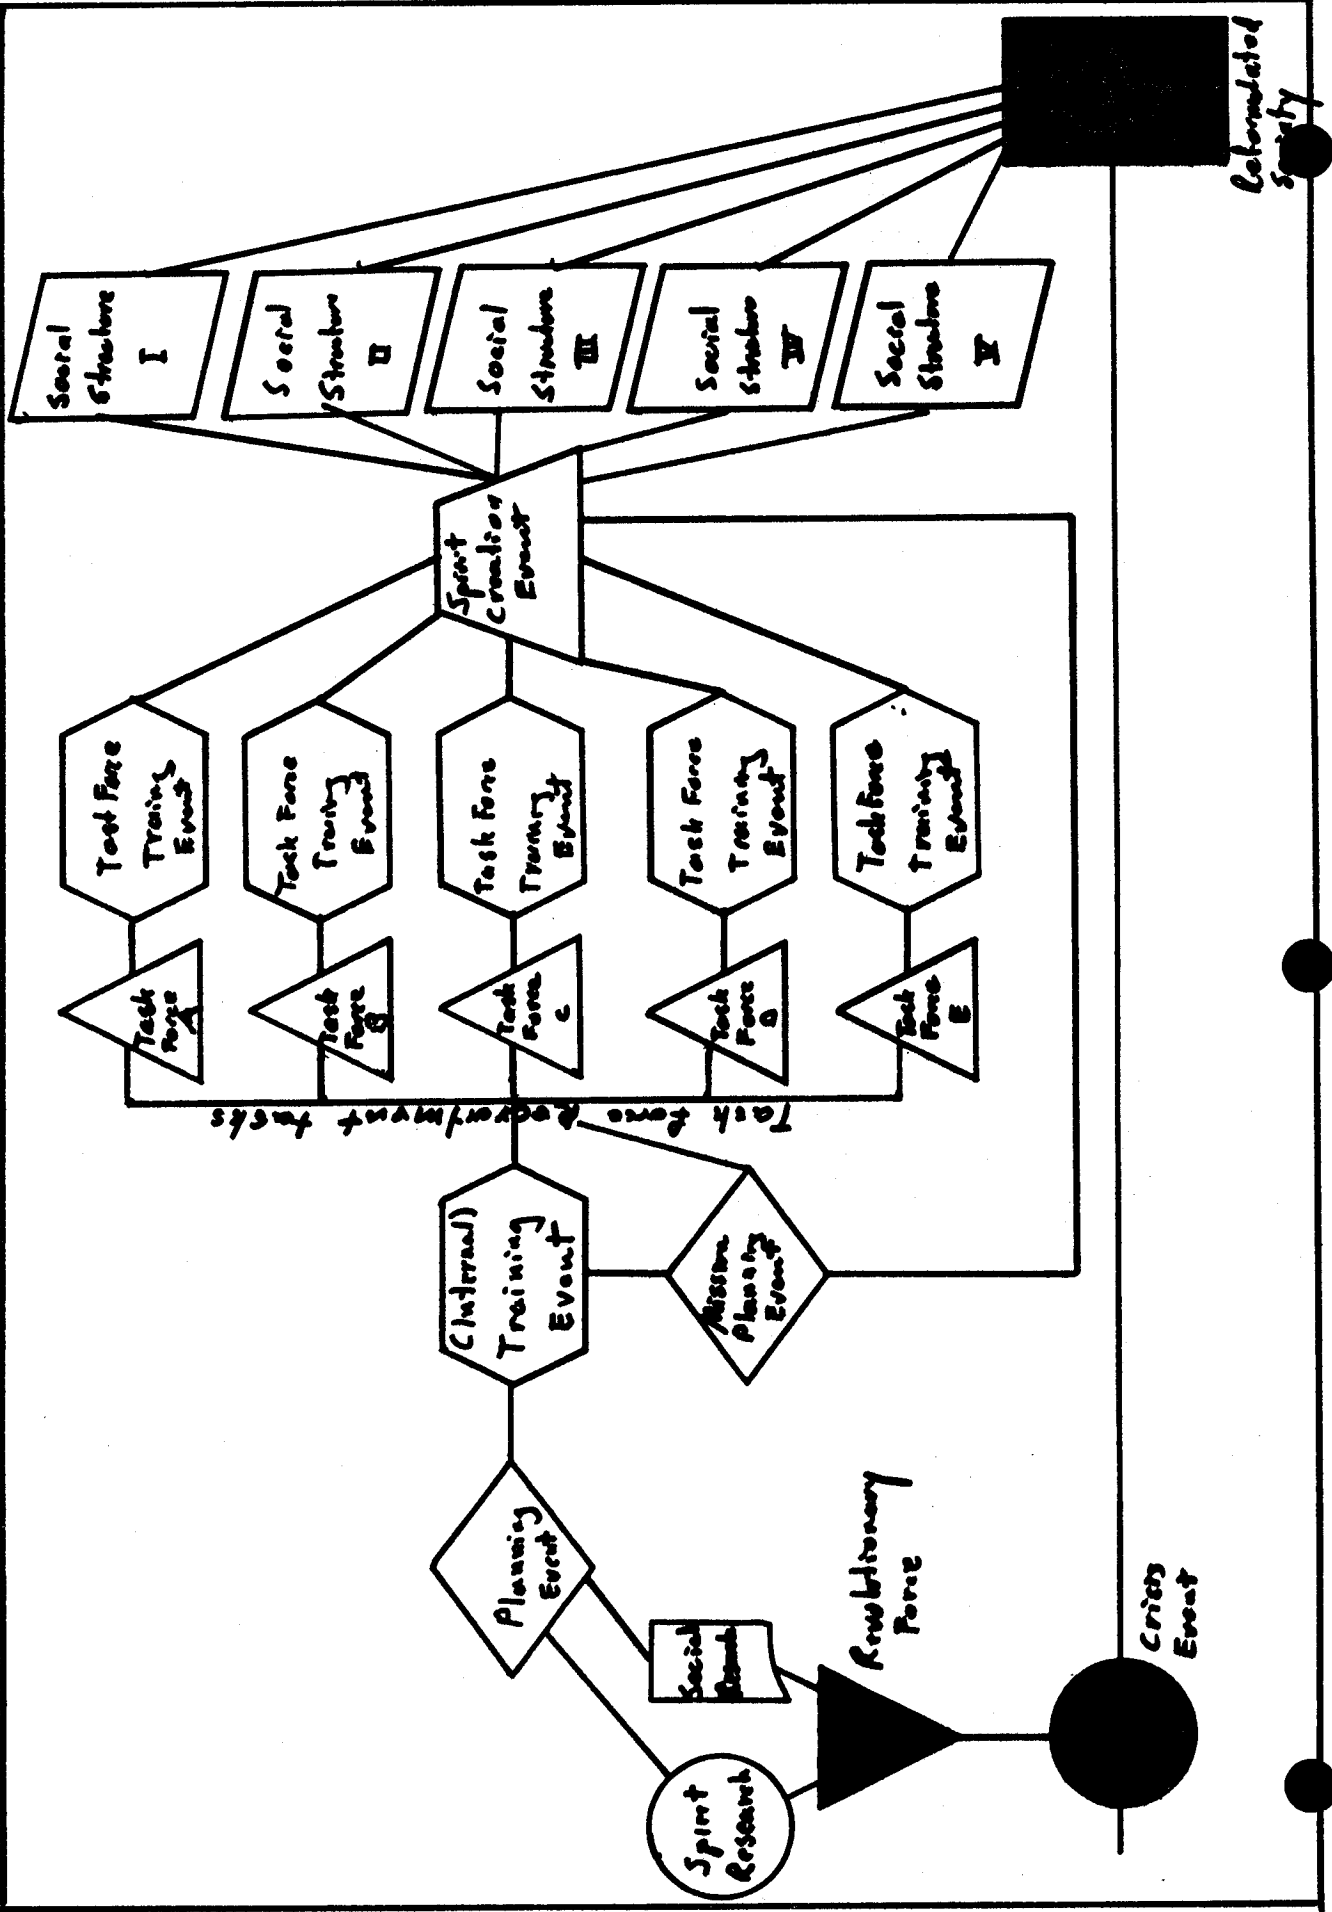 Crisis
Event
Revolutionary
Force
Spirit
Research
Social
Planning
Event
(Internal)
Training
Event
Mission
Planning
Event
Task Force Recruitment tasks
Task
Force
A
Task
Force
B
Task
Force
C
Task
Force
D
Task
Force
E
Task Force
Training
Event
Task Force
Training
Event
Task Force
Training
Event
Task Force
Training
Event
Task Force
Training
Event
Spirit
Creation
Event
Social
Structure
I
Social
Structure
II
Social
Structure
III
Social
Structure
IV
Social
Structure
V
Reformulated
Society